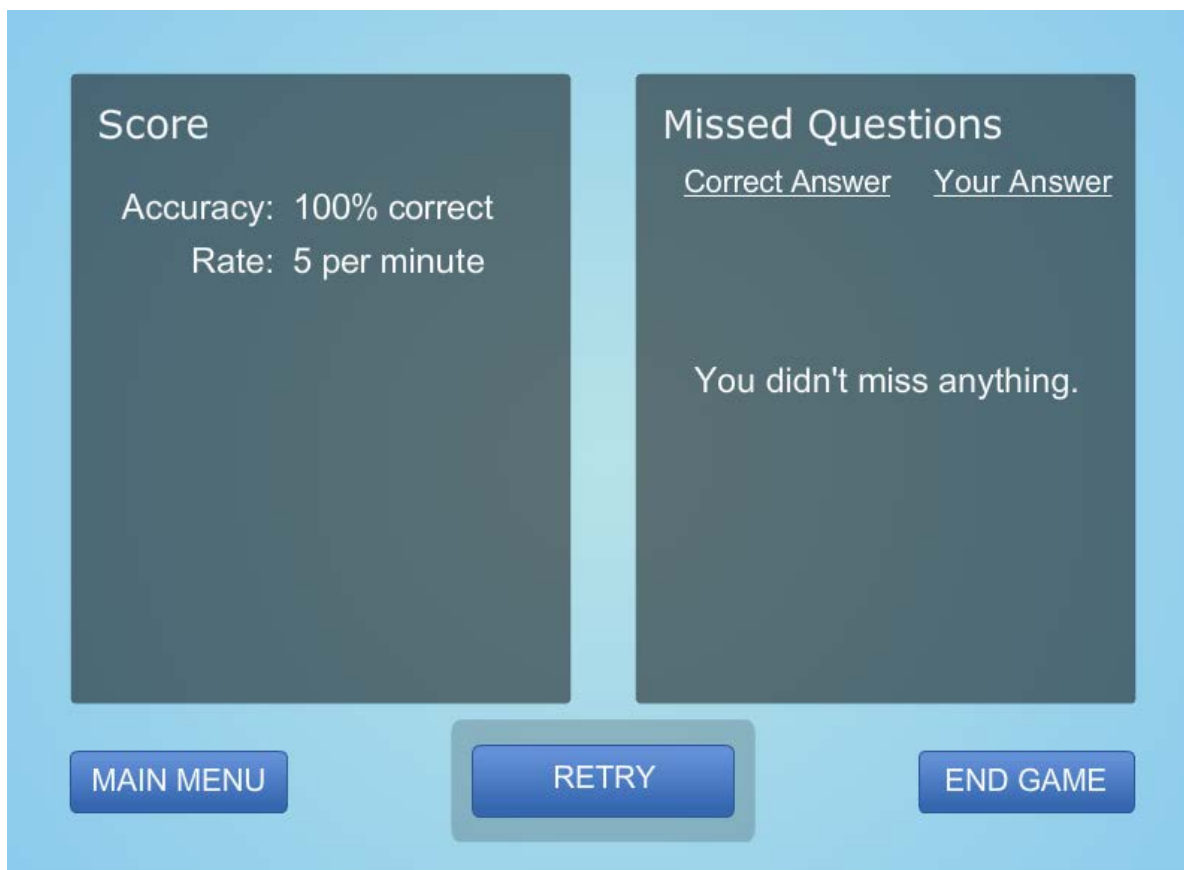 Score
Accuracy: 100% correct
Rate: 5 per minute
Missed Questions
Correct Answer Your Answer
You didn't miss anything.
MAIN MENU
RETRY
END GAME